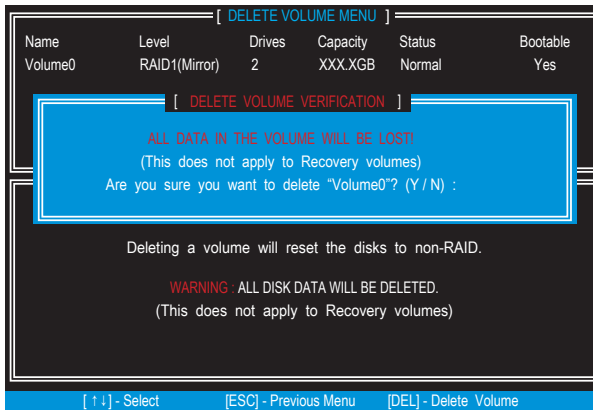 [ DELETE VOLUME MENU ]
Name Level Drives Capacity Status Bootable
Volume0 RAID1(Mirror) 2 XXX.XGB Normal Yes
[ DELETE VOLUME VERIFICATION ]
ALL DATA IN THE VOLUME WILL BE LOST!
(This does not apply to Recovery volumes)
Are you sure you want to delete “Volume0”? (Y / N) :
Deleting a volume will reset the disks to non-RAID.
WARNING : ALL DISK DATA WILL BE DELETED.
(This does not apply to Recovery volumes)
[ ↑↓] - Select [ESC] - Previous Menu [DEL] - Delete Volume